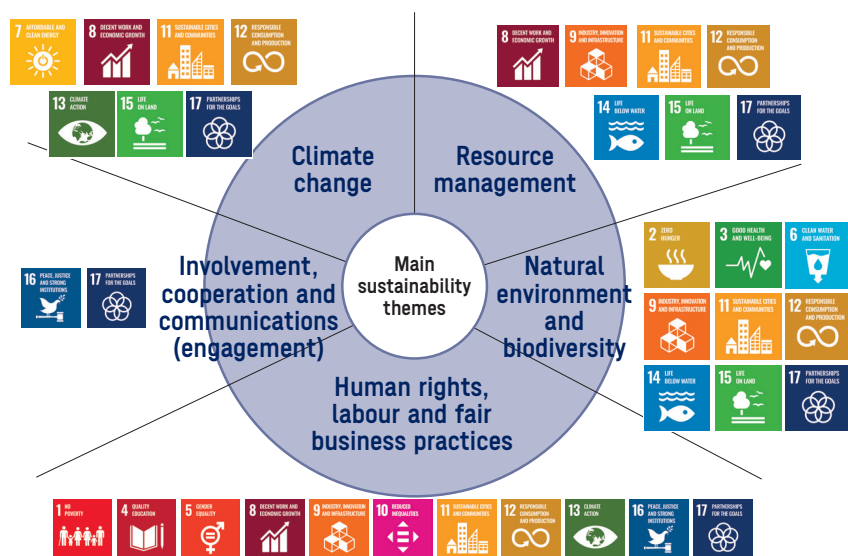 7 AFFORDABLE AND
CLEAN ENERGY
8 DECENT WORK AND
ECONOMIC GROWTH
11 SUSTAINABLE CITIES
AND COMMUNITIES
12 RESPONSIBLE
CONSUMPTION
AND PRODUCTION
13 CLIMATE
ACTION
15 LIFE
ON LAND
17 PARTNERSHIPS
FOR THE GOALS
8 DECENT WORK AND
ECONOMIC GROWTH
9 INDUSTRY, INNOVATION
AND INFRASTRUCTURE
11 SUSTAINABLE CITIES
AND COMMUNITIES
12 RESPONSIBLE
CONSUMPTION
AND PRODUCTION
14 LIFE
BELOW WATER
15 LIFE
ON LAND
17 PARTNERSHIPS
FOR THE GOALS
Climate
change
Resource
management
Main
sustainability
themes
16 PEACE, JUSTICE
AND STRONG
INSTITUTIONS
17 PARTNERSHIPS
FOR THE GOALS
Involvement,
cooperation and
communications
(engagement)
Natural
environment
and
biodiversity
2 ZERO
HUNGER
3 GOOD HEALTH
AND WELL-BEING
6 CLEAN WATER
AND SANITATION
9 INDUSTRY, INNOVATION
AND INFRASTRUCTURE
11 SUSTAINABLE CITIES
AND COMMUNITIES
12 RESPONSIBLE
CONSUMPTION
AND PRODUCTION
14 LIFE
BELOW WATER
15 LIFE
ON LAND
17 PARTNERSHIPS
FOR THE GOALS
Human rights,
labour and fair
business practices
1 NO
POVERTY
4 QUALITY
EDUCATION
5 GENDER
EQUALITY
8 DECENT WORK AND
ECONOMIC GROWTH
9 INDUSTRY, INNOVATION
AND INFRASTRUCTURE
10 REDUCED
INEQUALITIES
11 SUSTAINABLE CITIES
AND COMMUNITIES
12 RESPONSIBLE
CONSUMPTION
AND PRODUCTION
13 CLIMATE
ACTION
16 PEACE, JUSTICE
AND STRONG
INSTITUTIONS
17 PARTNERSHIPS
FOR THE GOALS